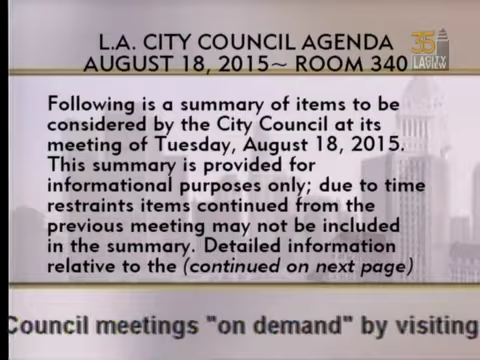 L.A. CITY COUNCIL AGENDA
AUGUST 18, 2015~ ROOM 340
35
LA CITY
VIEW
Following is a summary of items to be
considered by the City Council at its
meeting of Tuesday, August 18, 2015.
This summary is provided for
informational purposes only; due to time
restraints items continued from the
previous meeting may not be included
in the summary. Detailed information
relative to the (continued on next page)
Council meetings "on demand" by visiting